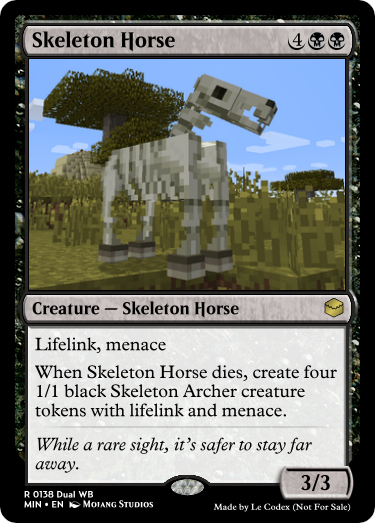 Skeleton Horse 4
Creature — Skeleton Horse
Lifelink, menace
When Skeleton Horse dies, create four
1/1 black Skeleton Archer creature
tokens with lifelink and menace.
While a rare sight, it's safer to stay far
away.
3/3
R 0138 Dual WB
MIN • EN Mojang Studios
Made by Le Codex (Not For Sale)